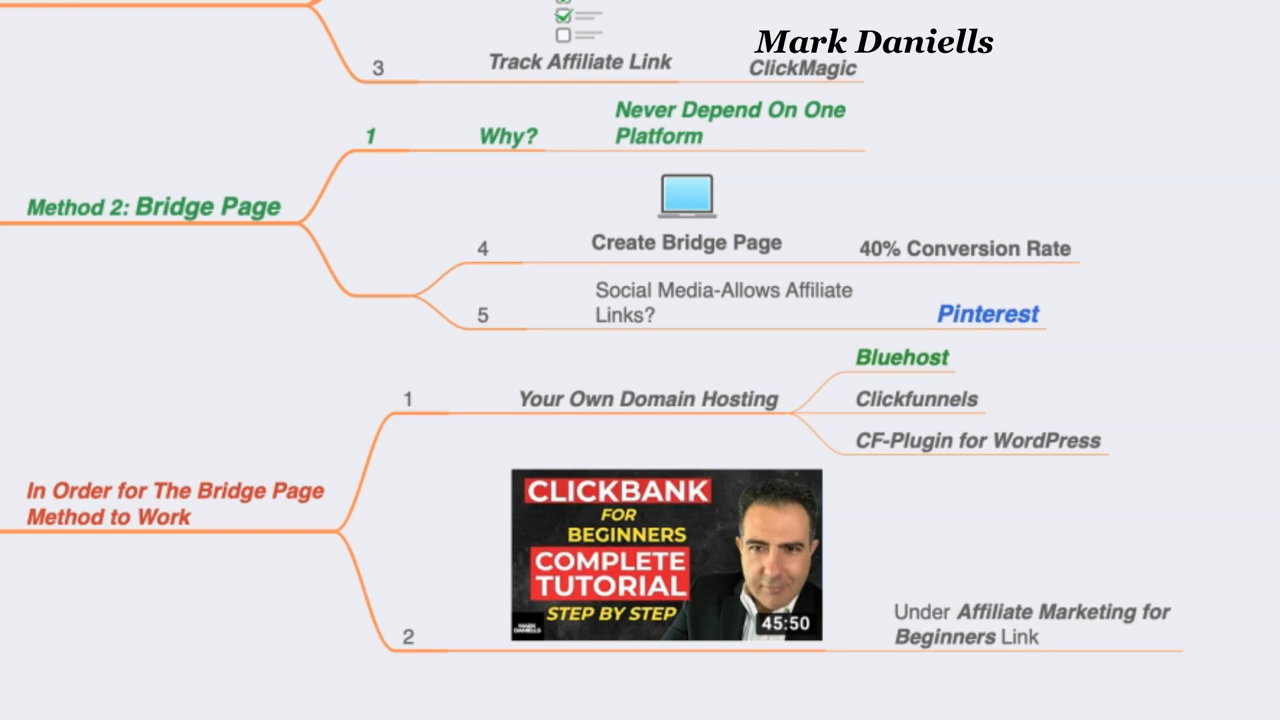 Mark Daniells
3
Track Affiliate Link
ClickMagic
1
Why?
Never Depend On One
Platform
Method 2: Bridge Page
4
Create Bridge Page
40% Conversion Rate
5
Social Media-Allows Affiliate
Links?
Pinterest
In Order for The Bridge Page
Method to Work
1
Your Own Domain Hosting
Bluehost
Clickfunnels
CF-Plugin for WordPress
2
CLICKBANK
FOR
BEGINNERS
COMPLETE
TUTORIAL
STEP BY STEP
MARK
DANIELLS
45:50
Under Affiliate Marketing for
Beginners Link